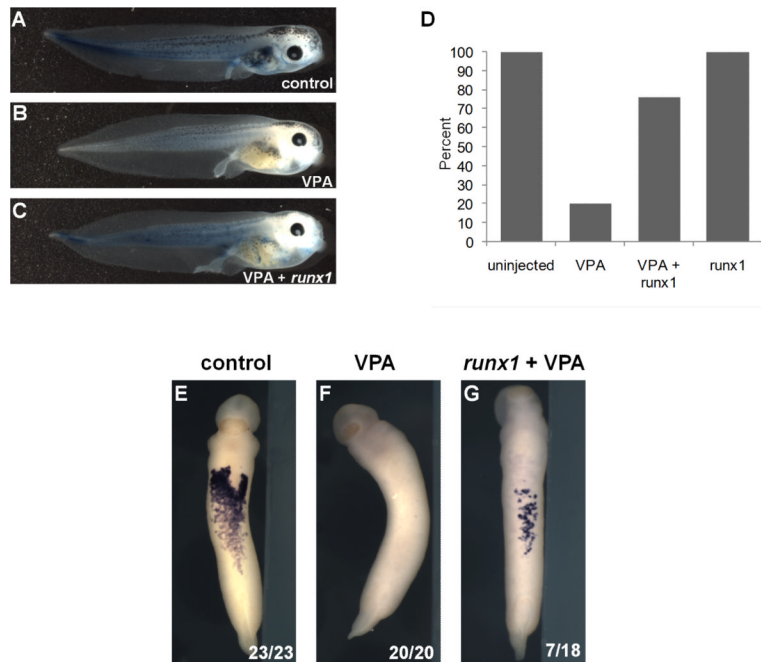 A
control
B
VPA
C
VPA + runx1
D
Percent
100
90
80
70
60
50
40
30
20
10
0
uninjected
VPA
VPA +
runx1
runx1
control
VPA
runx1 + VPA
E
F
G
23/23
20/20
7/18